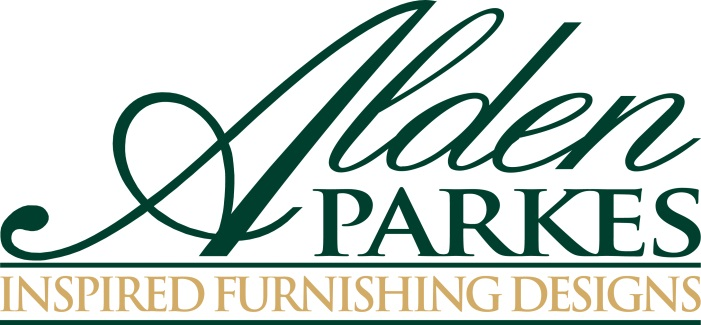 Alden
PARKES
INSPIRED FURNISHING DESIGNS